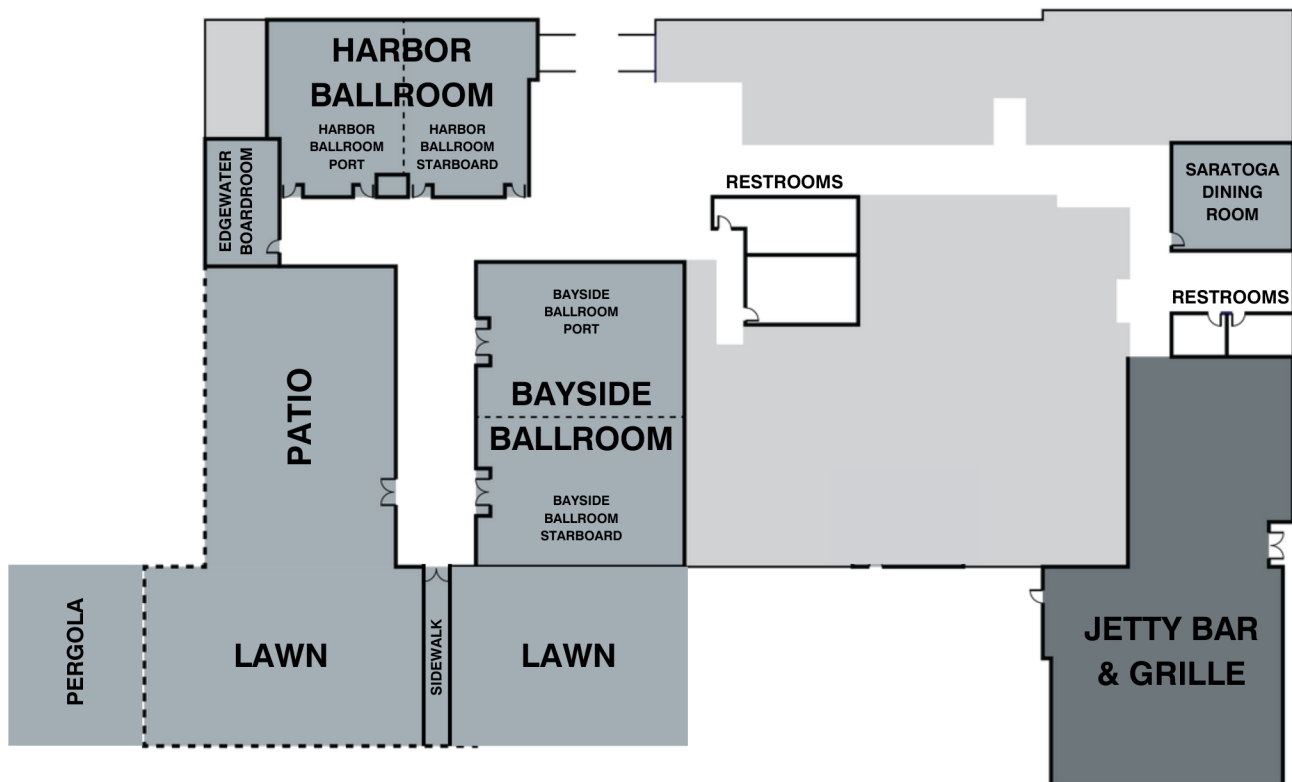 HARBOR
BALLROOM
HARBOR
BALLROOM
PORT
HARBOR
BALLROOM
STARBOARD
EDGEWATER
BOARDROOM
RESTROOMS
SARATOGA
DINING
ROOM
RESTROOMS
BAYSIDE
BALLROOM
PORT
BAYSIDE
BALLROOM
BAYSIDE
BALLROOM
STARBOARD
PATIO
PERGOLA
LAWN
SIDEWALK
LAWN
JETTY BAR
& GRILLE